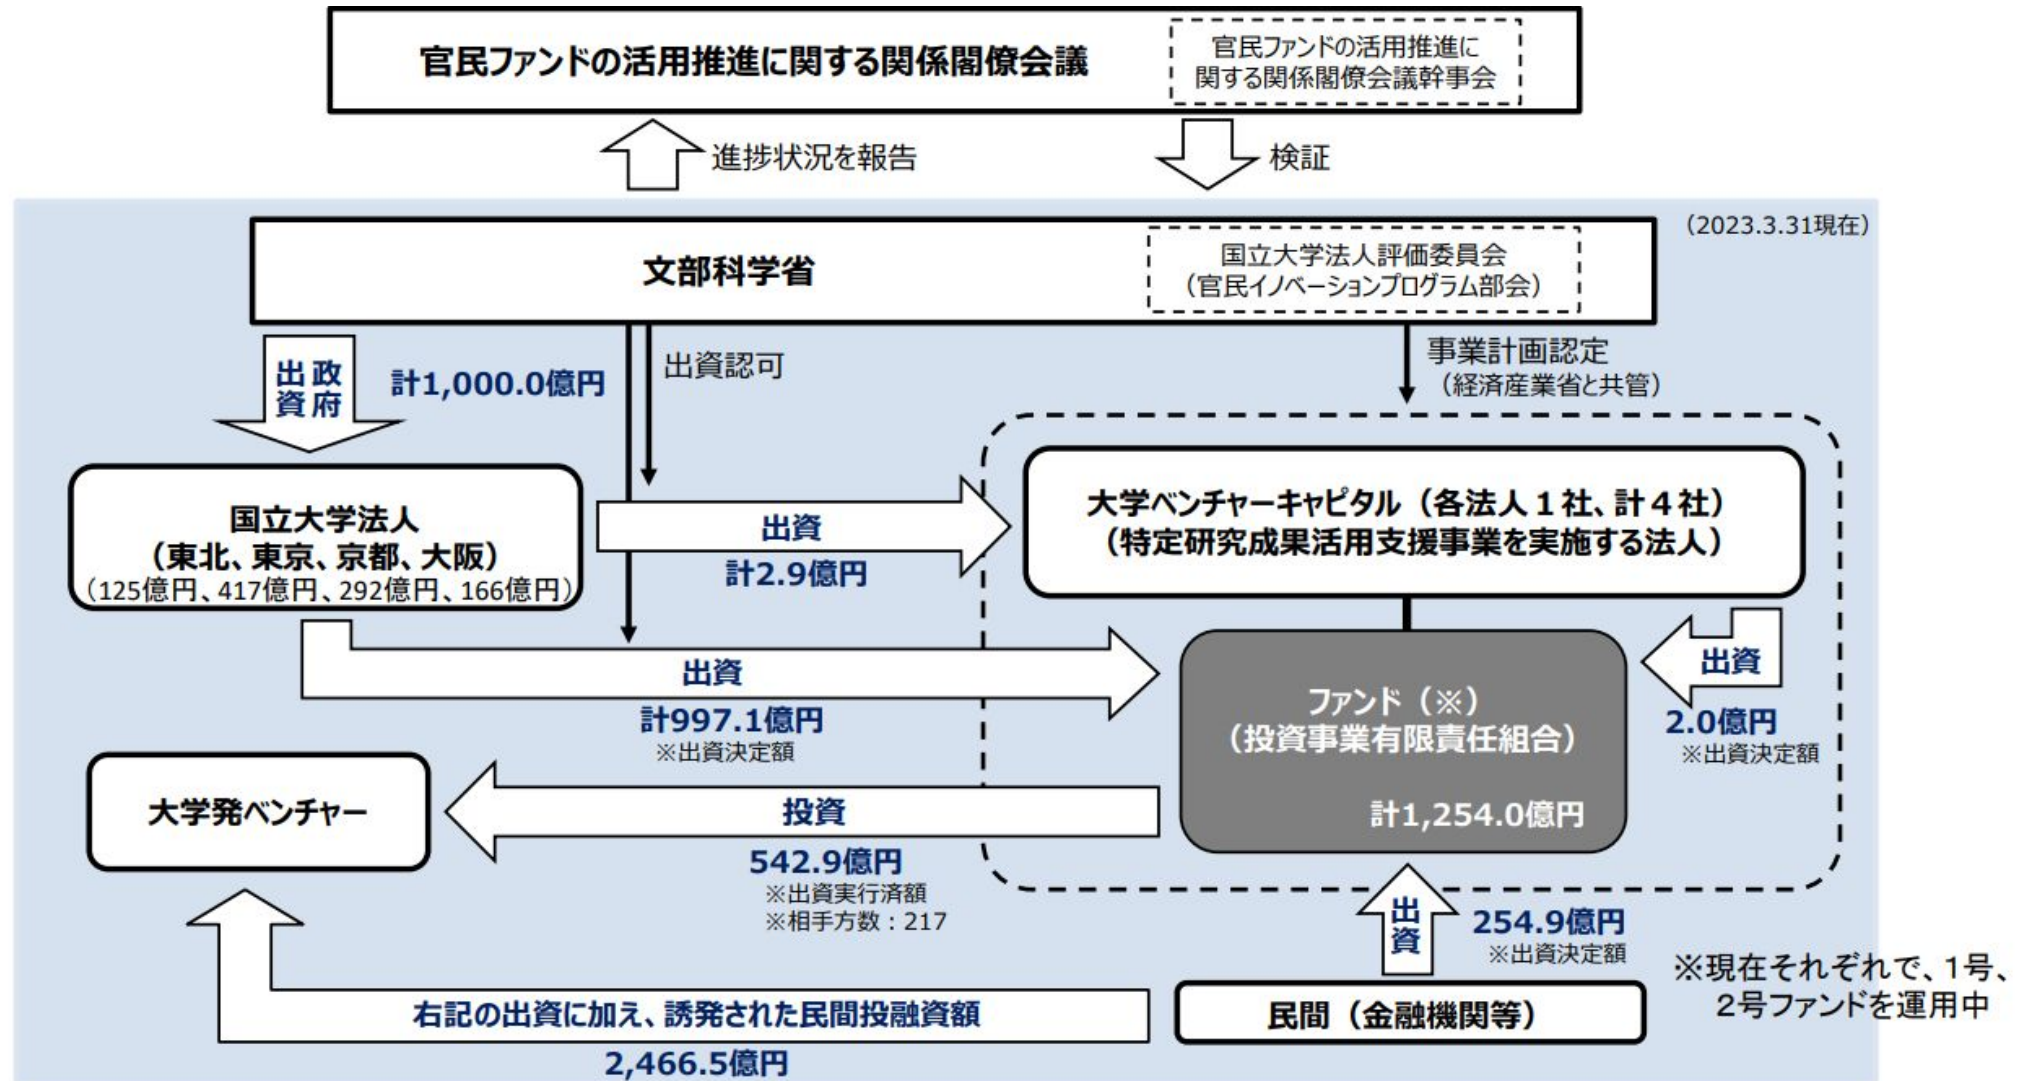 官民ファンドの活用推進に関する関係閣僚会議
官民ファンドの活用推進に
関する関係閣僚会議幹事会
進捗状況を報告
検証
（2023.3.31現在）
文部科学省
国立大学法人評価委員会
（官民イノベーションプログラム部会）
政府
出資
計1,000.0億円
出資認可
事業計画認定
（経済産業省と共管）
国立大学法人
（東北、東京、京都、大阪）
（125億円、417億円、292億円、166億円）
出資
計2.9億円
大学ベンチャーキャピタル（各法人１社、計４社）
（特定研究成果活用支援事業を実施する法人）
出資
計997.1億円
※出資決定額
ファンド（※）
（投資事業有限責任組合）
計1,254.0億円
出資
2.0億円
※出資決定額
大学発ベンチャー
投資
542.9億円
※出資実行済額
※相手方数：217
出資
254.9億円
※出資決定額
※現在それぞれで、１号、
２号ファンドを運用中
右記の出資に加え、誘発された民間投融資額
2,466.5億円
民間（金融機関等）